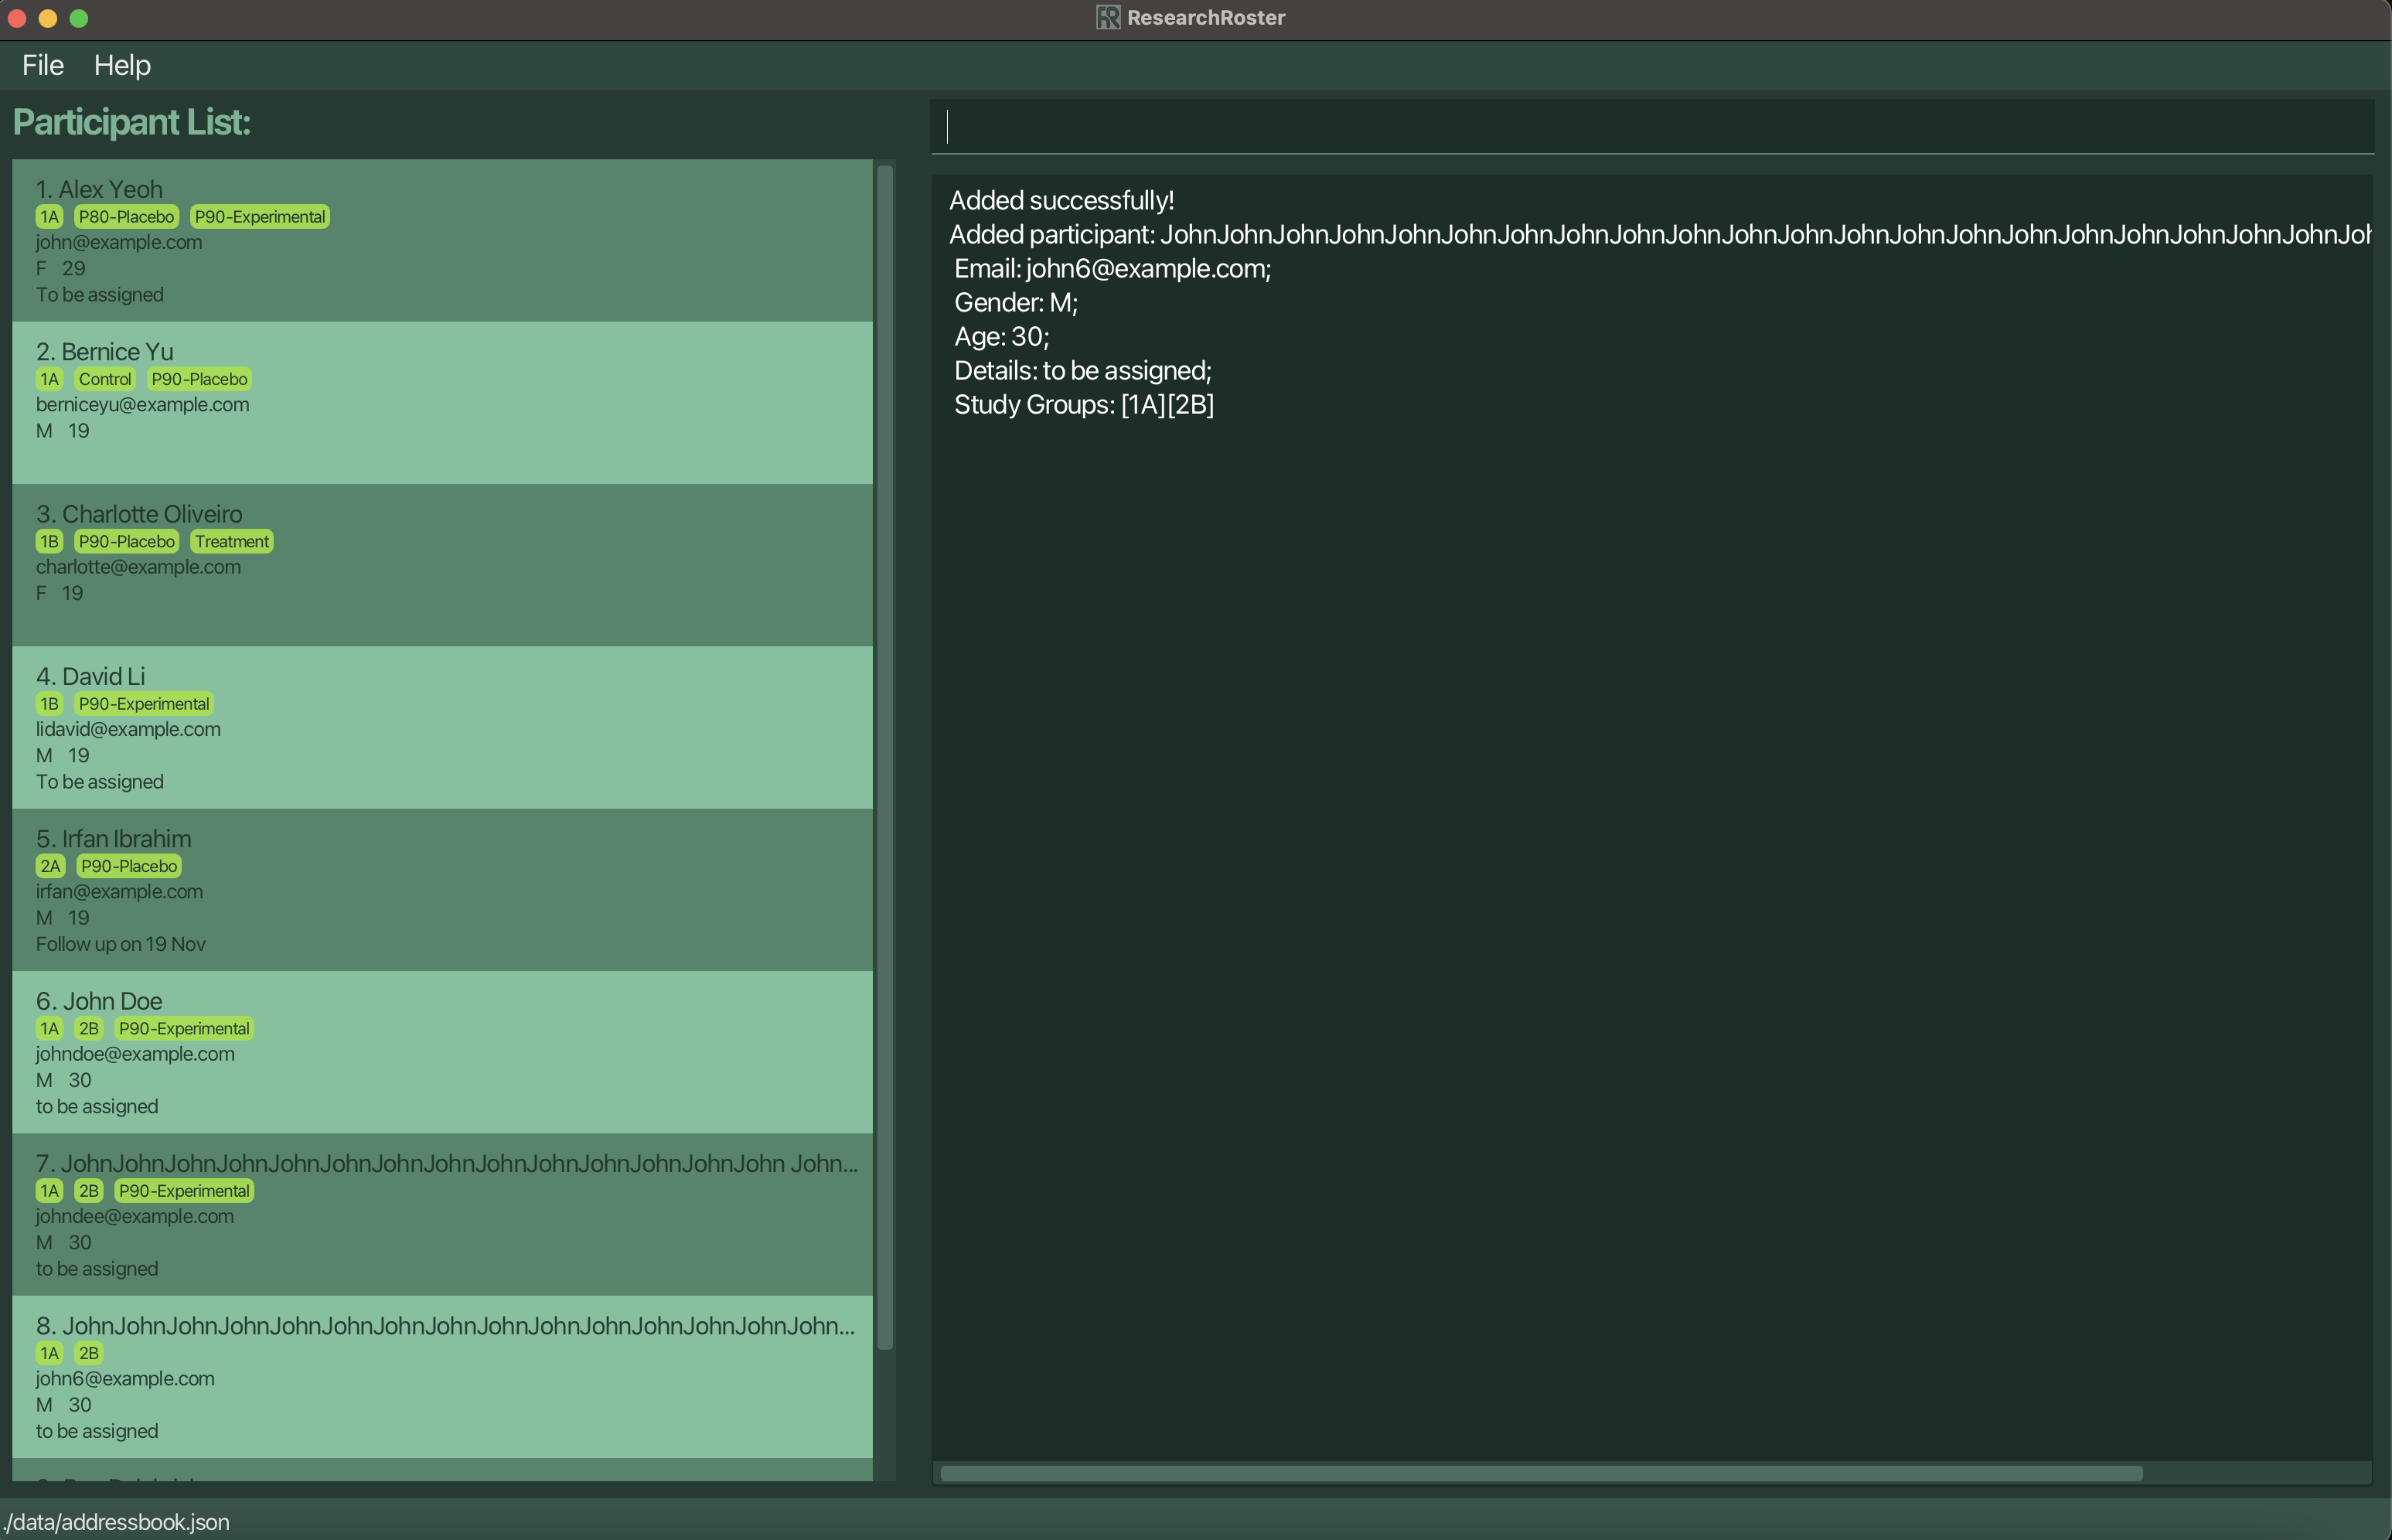 ResearchRoster
File Help
Participant List:
1. Alex Yeoh
1A P80-Placebo P90-Experimental
john@example.com
F 29
To be assigned
2. Bernice Yu
1A Control P90-Placebo
berniceyu@example.com
M 19
3. Charlotte Oliveiro
1B P90-Placebo Treatment
charlotte@example.com
F 19
4. David Li
1B P90-Experimental
lidavid@example.com
M 19
To be assigned
5. Irfan Ibrahim
2A P90-Placebo
irfan@example.com
M 19
Follow up on 19 Nov
6. John Doe
1A 2B P90-Experimental
johndoe@example.com
M 30
to be assigned
7. JohnJohnJohnJohnJohnJohnJohnJohnJohnJohnJohnJohnJohnJohn John...
1A 2B P90-Experimental
johndee@example.com
M 30
to be assigned
8. JohnJohnJohnJohnJohnJohnJohnJohnJohnJohnJohnJohnJohnJohnJohn...
1A 2B
john6@example.com
M 30
to be assigned
Added successfully!
Added participant: JohnJohnJohnJohnJohnJohnJohnJohnJohnJohnJohnJohnJohnJohnJohnJohnJohnJohnJohnJohnJohnJoh
Email: john6@example.com;
Gender: M;
Age: 30;
Details: to be assigned;
Study Groups: [1A][2B]
./data/addressbook.json